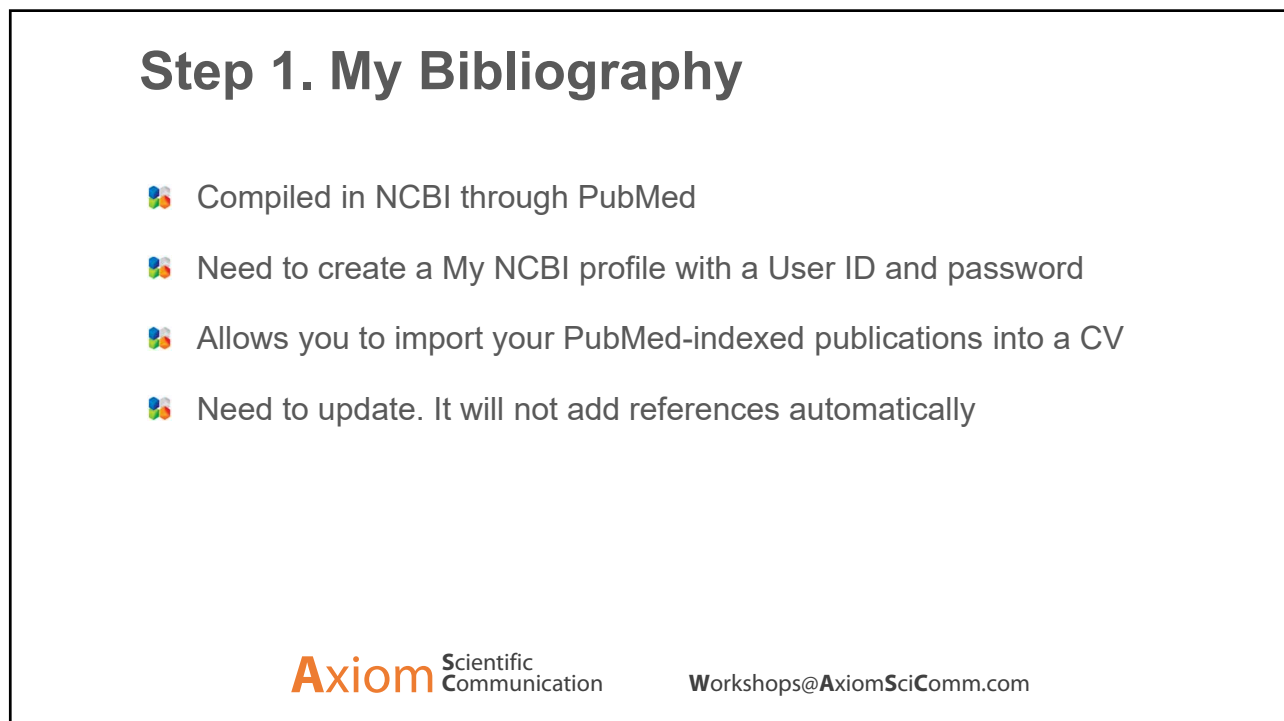 Step 1. My Bibliography
Compiled in NCBI through PubMed
Need to create a My NCBI profile with a User ID and password
Allows you to import your PubMed-indexed publications into a CV
Need to update. It will not add references automatically
Axiom Scientific Communication
Workshops@AxiomSciComm.com